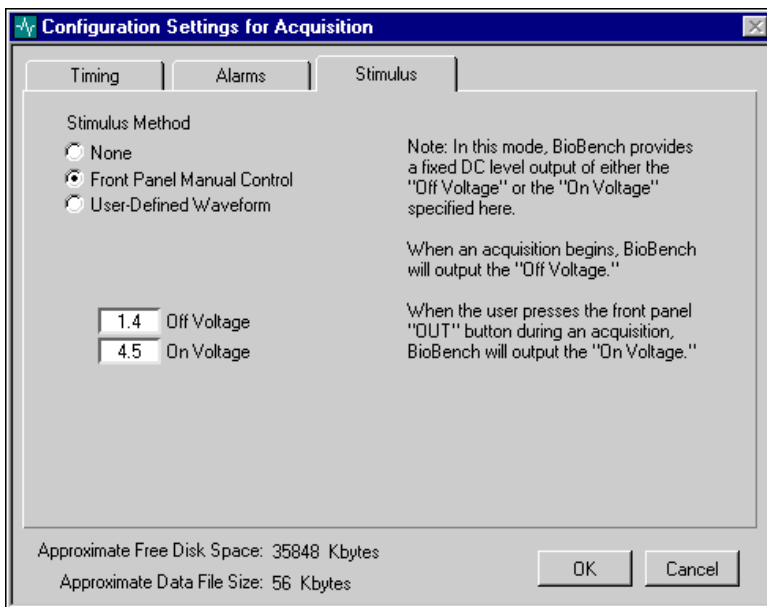 Configuration Settings for Acquisition
Timing
Alarms
Stimulus
Stimulus Method
None
Front Panel Manual Control
User-Defined Waveform
1.4 Off Voltage
4.5 On Voltage
Note: In this mode, BioBench provides
a fixed DC level output of either the
"Off Voltage" or the "On Voltage"
specified here.
When an acquisition begins, BioBench
will output the "Off Voltage."
When the user presses the front panel
"OUT" button during an acquisition,
BioBench will output the "On Voltage."
Approximate Free Disk Space: 35848 Kbytes
Approximate Data File Size: 56 Kbytes
OK
Cancel